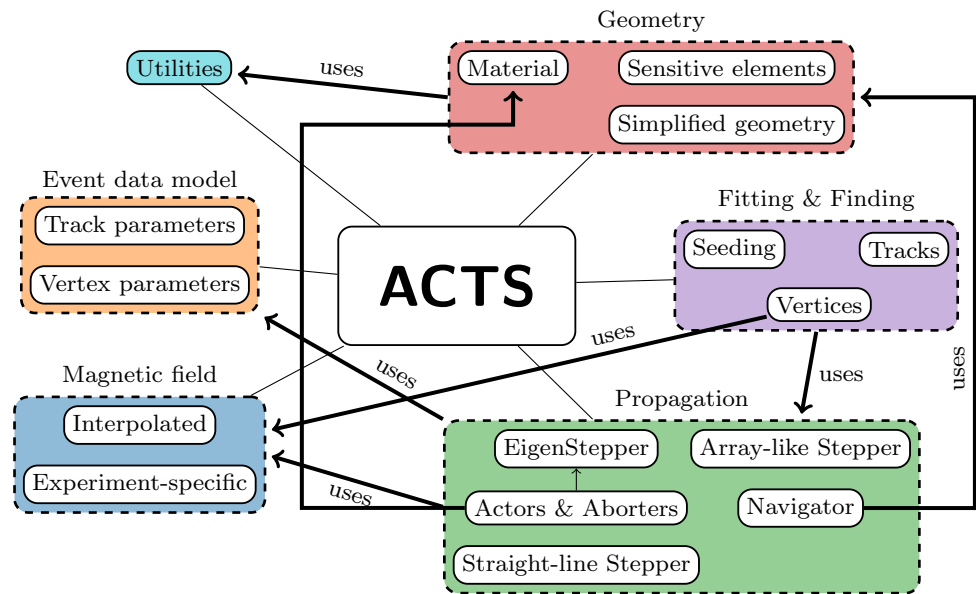 Geometry
Utilities
uses
Material
Sensitive elements
Simplified geometry
Event data model
Track parameters
Vertex parameters
ACTS
Fitting & Finding
Seeding
Tracks
Vertices
uses
uses
uses
uses
Magnetic field
Interpolated
Experiment-specific
uses
Propagation
EigenStepper
Array-like Stepper
Actors & Aborters
Navigator
Straight-line Stepper